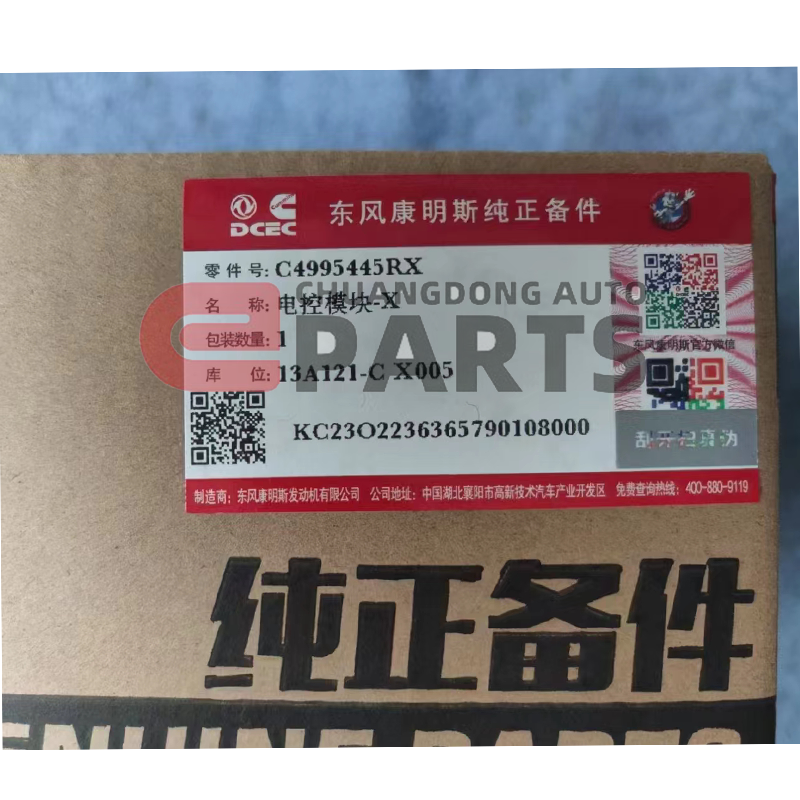 DCEC
东风康明斯纯正备件
零件号: C4995445RX
名 称: 电控模块-X
包装数量: 1
库 位: 13A121-C X005
CHUANGDONG AUTO
PARTS
东风康明斯官方微信
KC23O2236365790108000
刮开扫真伪
制造商: 东风康明斯发动机有限公司 公司地址: 中国湖北襄阳市高新技术汽车产业开发区 免费查询热线: 400-880-9119
纯正备件
GENUINE PARTS